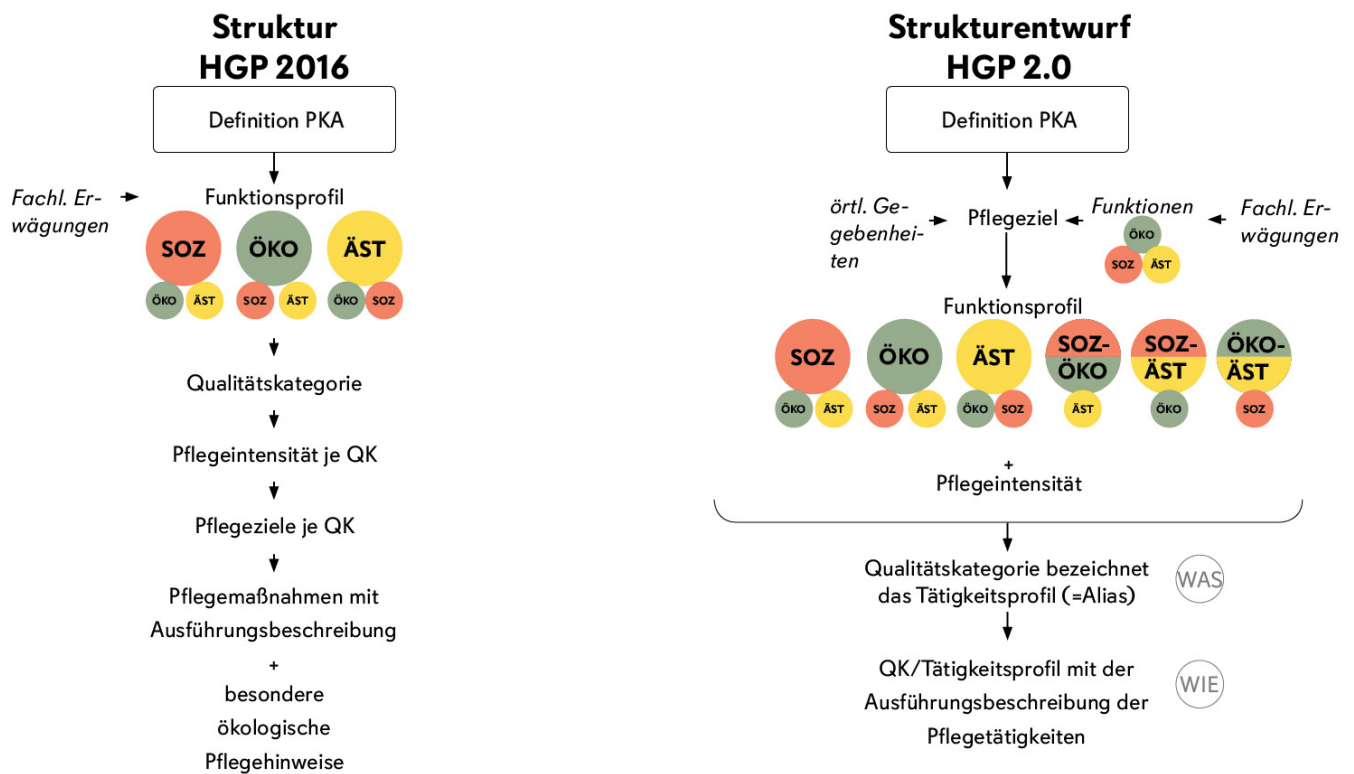 Struktur
HGP 2016
Definition PKA
Fachl. Er-
wägungen
Funktionsprofil
SOZ
ÖKO
ÄST
ÖKO
ÄST
SOZ
ÄST
ÖKO
SOZ
Qualitätskategorie
Pflegeintensität je QK
Pflegeziele je QK
Pflegemaßnahmen mit
Ausführungsbeschreibung
+
besondere
ökologische
Pflegehinweise
Strukturentwurf
HGP 2.0
Definition PKA
örtl. Ge-
gebenhei-
ten
Pflegeziel
Funktionen
ÖKO
SOZ
ÄST
Fachl. Er-
wägungen
Funktionsprofil
SOZ
ÖKO
ÄST
SOZ-
ÖKO
SOZ-
ÄST
ÖKO-
ÄST
ÖKO
ÄST
SOZ
ÄST
ÖKO
SOZ
ÄST
ÖKO
SOZ
+
Pflegeintensität
Qualitätskategorie bezeichnet
das Tätigkeitsprofil (=Alias)
WAS
QK/Tätigkeitsprofil mit der
Ausführungsbeschreibung der
Pflegetätigkeiten
WIE